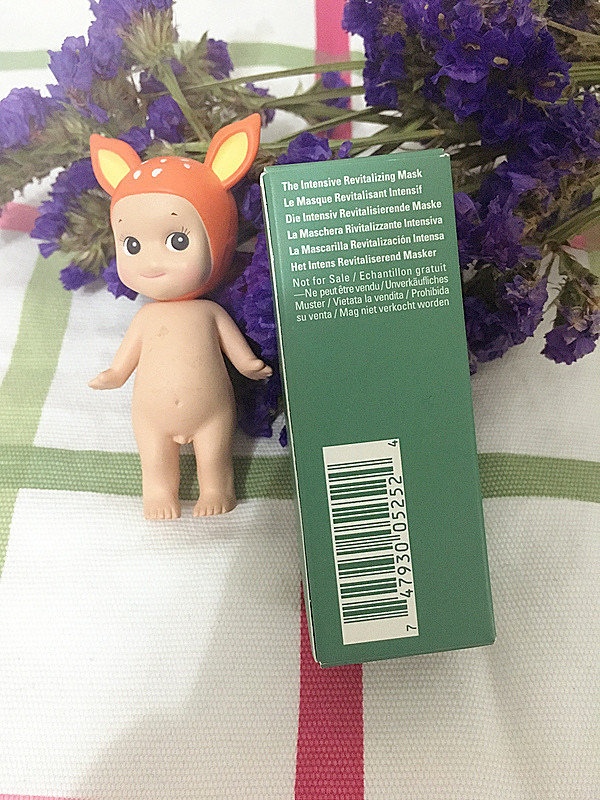 The Intensive Revitalizing Mask
Le Masque Revitalisant Intensif
Die Intensiv Revitalisierende Maske
La Maschera Rivitalizzante Intensiva
La Mascarilla Revitalización Intensa
Het Intens Revitaliserend Masker
Not for Sale / Echantillon gratuit
—Ne peut être vendu / Unverkäufliches
Muster / Vietata la vendita / Prohibida
su venta / Mag niet verkocht worden
7 47930 05252 4